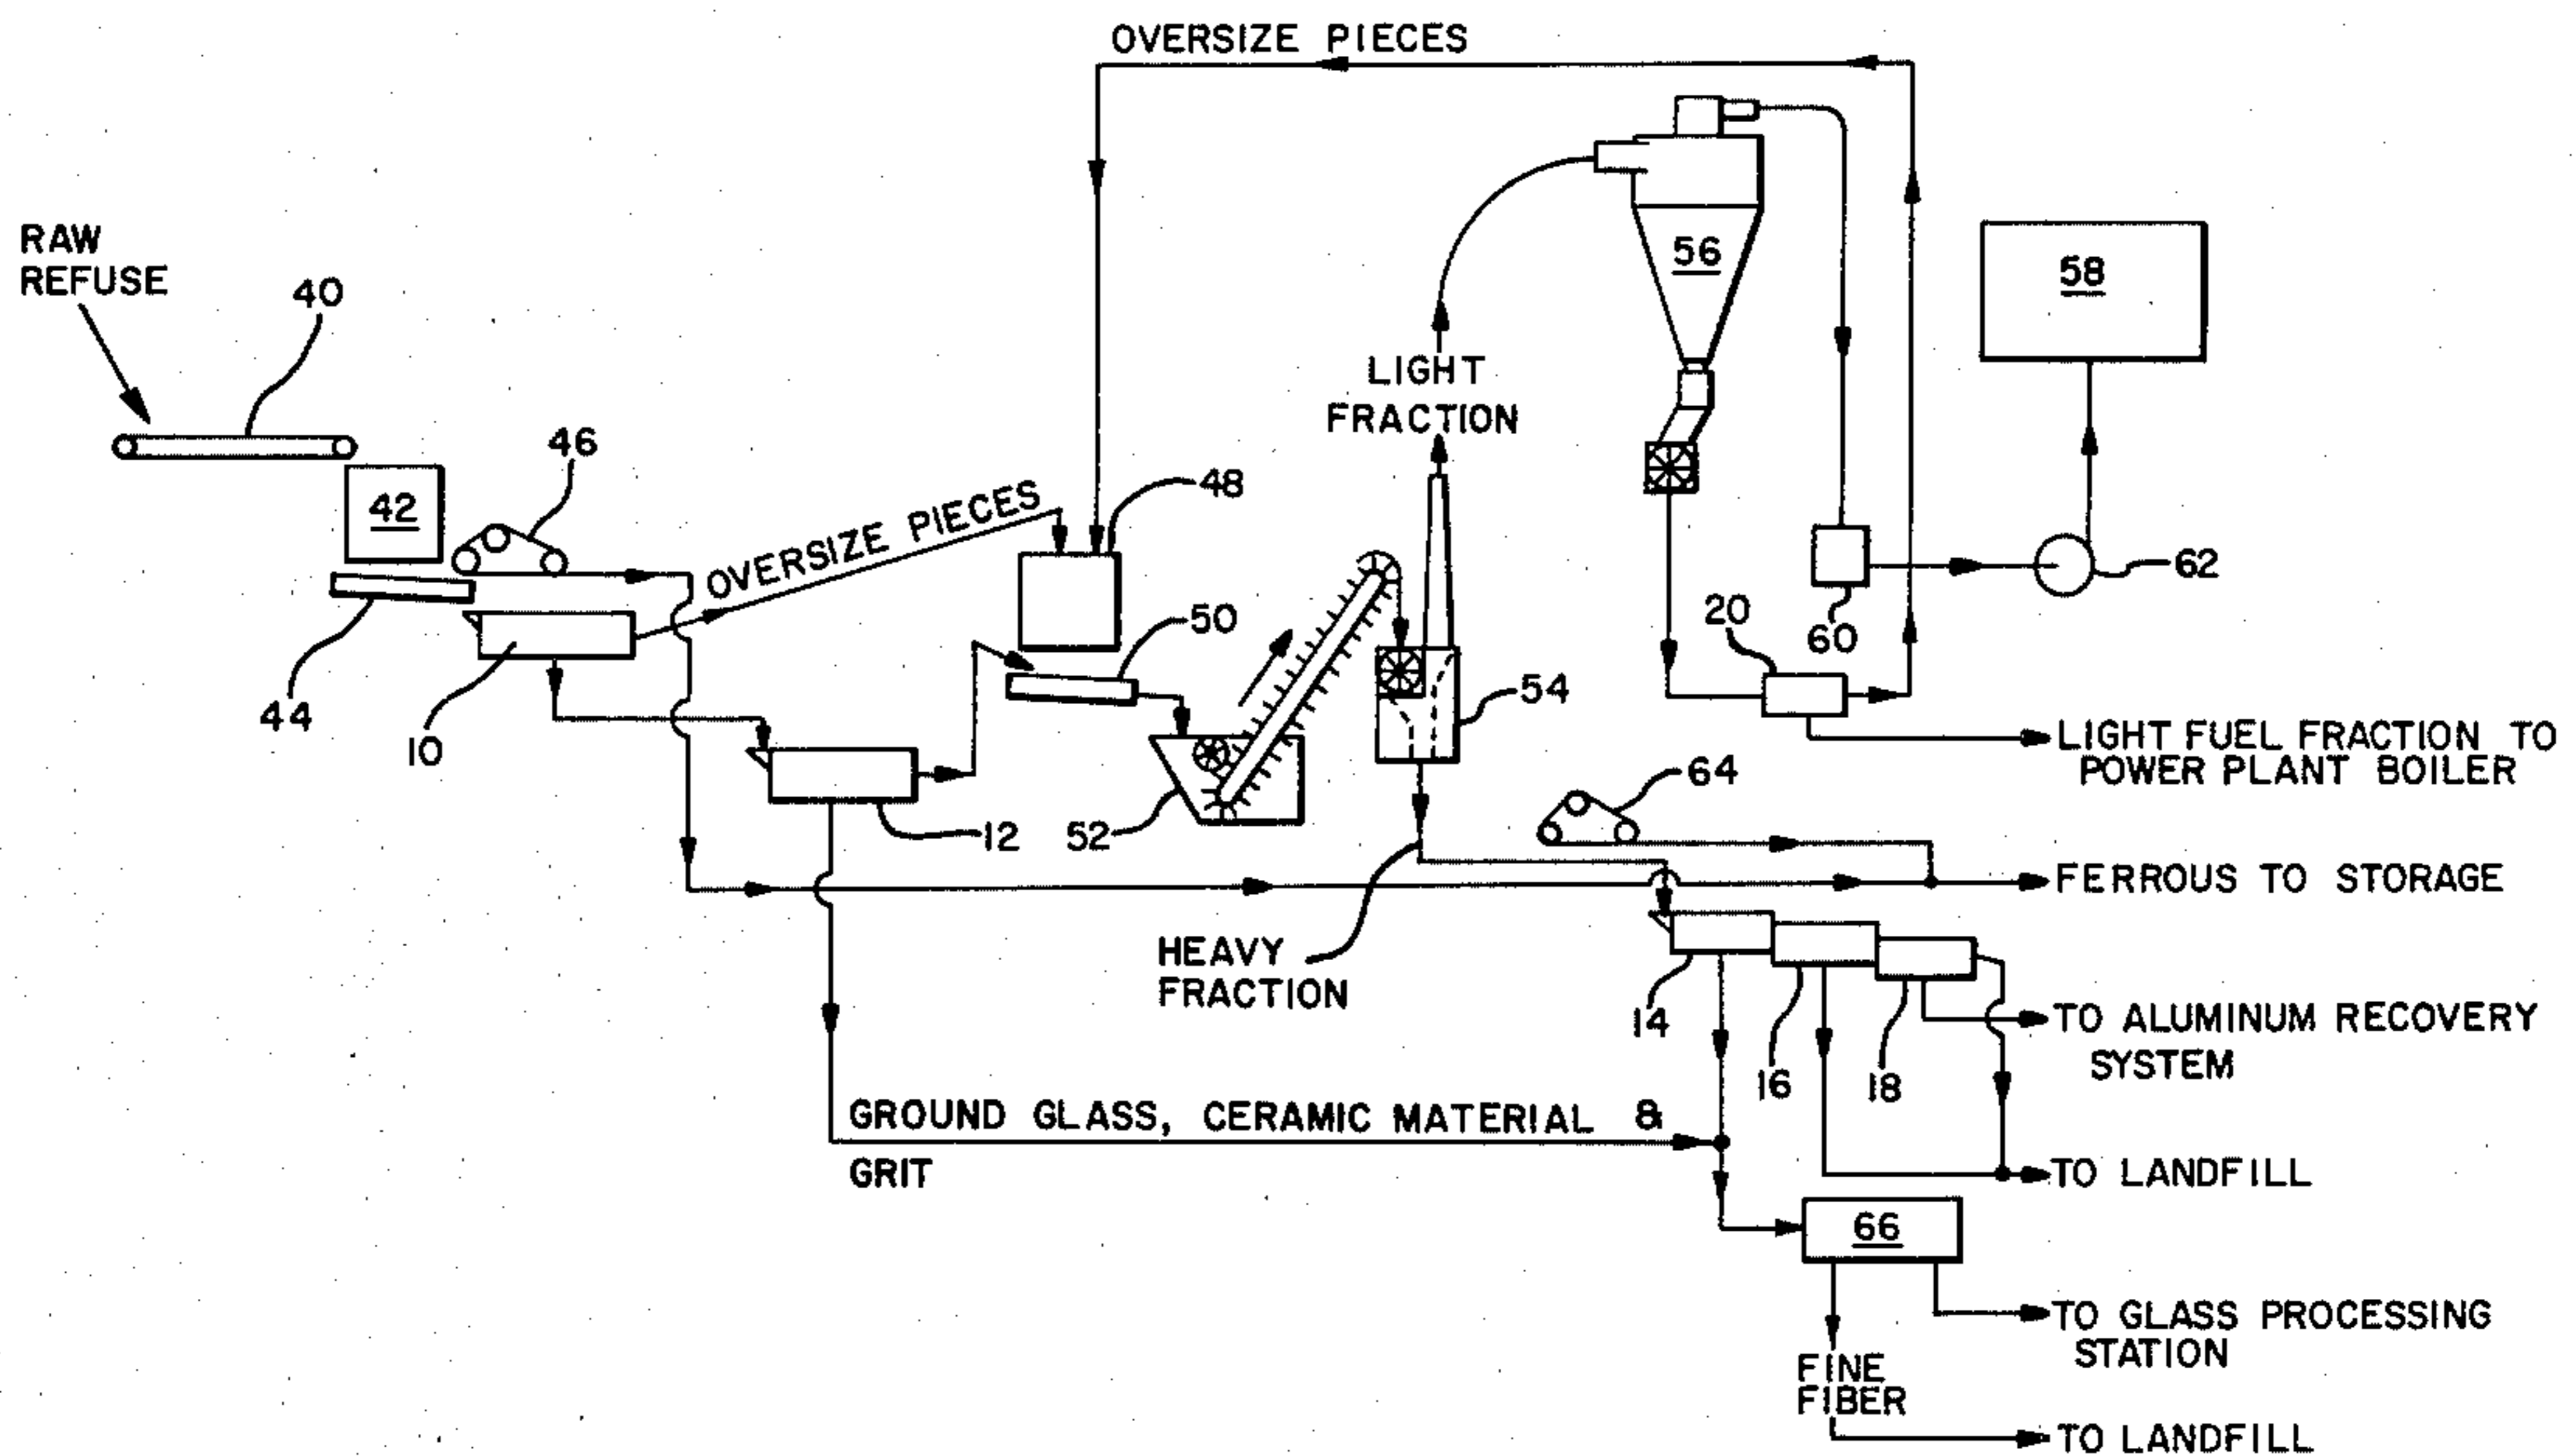 OVERSIZE PIECES
RAW
REFUSE
40
56
58
LIGHT
FRACTION
46
42
48
OVERSIZE PIECES
62
50
20
60
44
10
54
LIGHT FUEL FRACTION TO
POWER PLANT BOILER
64
12
52
FERROUS TO STORAGE
HEAVY
FRACTION
14
16
18
TO ALUMINUM RECOVERY
SYSTEM
GROUND GLASS, CERAMIC MATERIAL &
GRIT
TO LANDFILL
66
TO GLASS PROCESSING
STATION
FINE
FIBER
TO LANDFILL